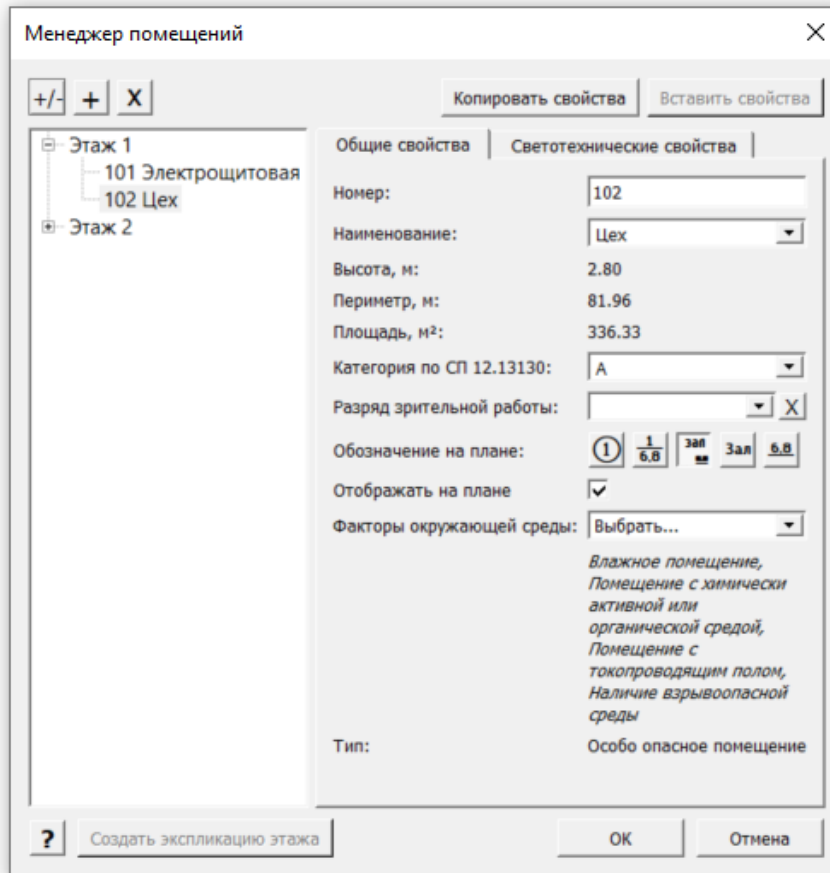 Менеджер помещений
+/- + X
Копировать свойства
Вставить свойства
Этаж 1
101 Электрощитовая
102 Цех
Этаж 2
Общие свойства
Светотехнические свойства
Номер: 102
Наименование: Цех
Высота, м: 2.80
Периметр, м: 81.96
Площадь, м²: 336.33
Категория по СП 12.13130: А
Разряд зрительной работы: X
Обозначение на плане: 1 1/6,8 зал Зал 6,8
Отображать на плане
Факторы окружающей среды: Выбрать...
Влажное помещение,
Помещение с химически
активной или
органической средой,
Помещение с
токопроводящим полом,
Наличие взрывоопасной
среды
Тип: Особо опасное помещение
? Создать экспликацию этажа
ОК
Отмена